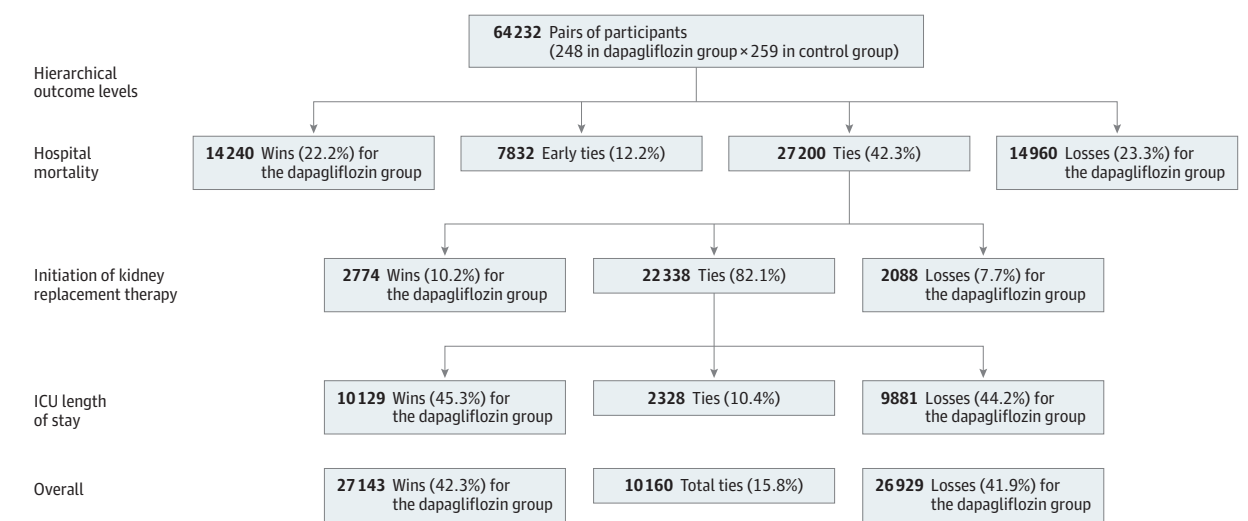 64232 Pairs of participants
(248 in dapagliflozin group × 259 in control group)
Hierarchical
outcome levels
Hospital
mortality
14240 Wins (22.2%) for
the dapagliflozin group
7832 Early ties (12.2%)
27200 Ties (42.3%)
14960 Losses (23.3%) for
the dapagliflozin group
Initiation of kidney
replacement therapy
2774 Wins (10.2%) for
the dapagliflozin group
22338 Ties (82.1%)
2088 Losses (7.7%) for
the dapagliflozin group
ICU length
of stay
10129 Wins (45.3%) for
the dapagliflozin group
2328 Ties (10.4%)
9881 Losses (44.2%) for
the dapagliflozin group
Overall
27143 Wins (42.3%) for
the dapagliflozin group
10160 Total ties (15.8%)
26929 Losses (41.9%) for
the dapagliflozin group